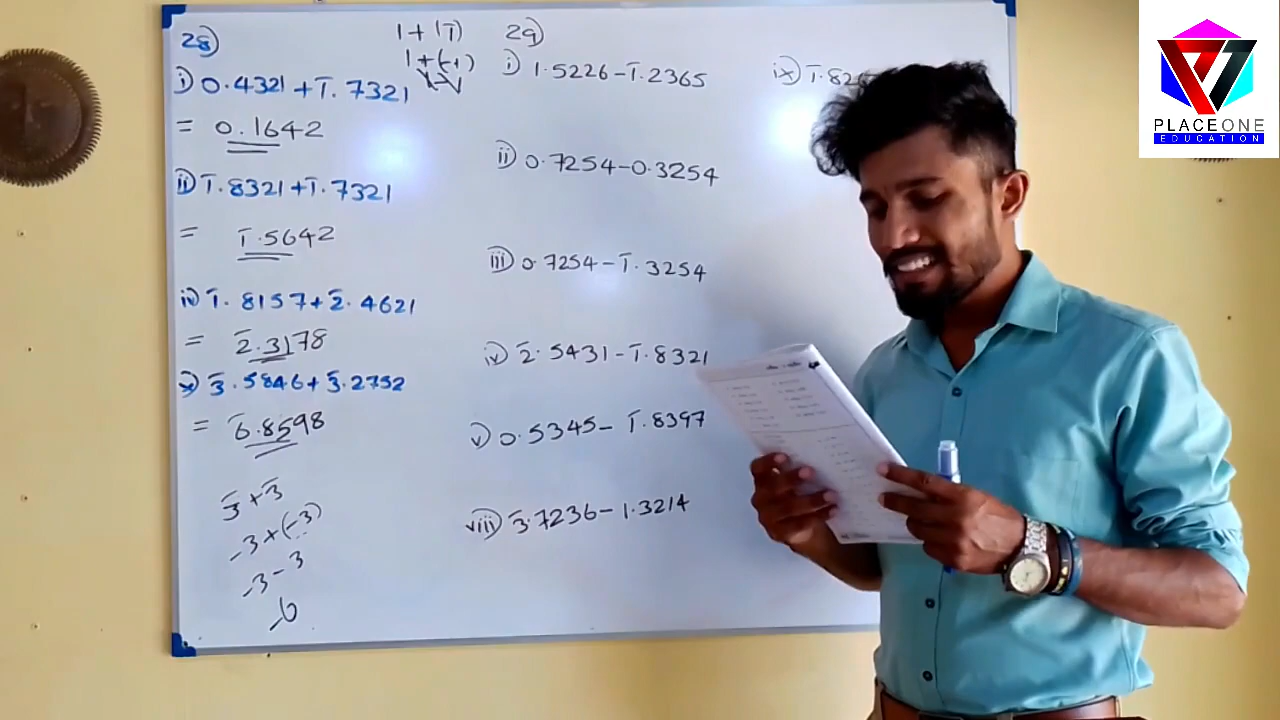 28)
i) 0.4321 + 1̅.7321
= 0.1642
ii) 1̅.8321 + 1̅.7321
= 1̅.5642
iv) 1̅.8157 + 2̅.4621
= 2̅.3178
v) 3̅.5846 + 3̅.2752
= 6̅.8598
3̅ + 3̅
-3 + (-3)
-3 - 3
-6
1 + (1̅)
1 + (-1)
1 - 1
29)
i) 1.5226 - 1̅.2365
ii) 0.7254 - 0.3254
iii) 0.7254 - 1̅.3254
iv) 2̅.5431 - 1̅.8321
v) 0.5345 - 1̅.8397
viii) 3̅.7236 - 1.3214
ix) 1̅.82
PLACEONE
EDUCATION